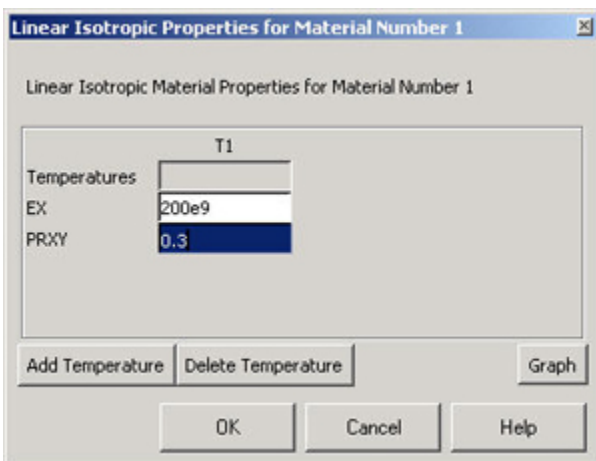 Linear Isotropic Properties for Material Number 1
Linear Isotropic Material Properties for Material Number 1
T1
Temperatures
EX 200e9
PRXY 0.3
Add Temperature Delete Temperature Graph
OK Cancel Help